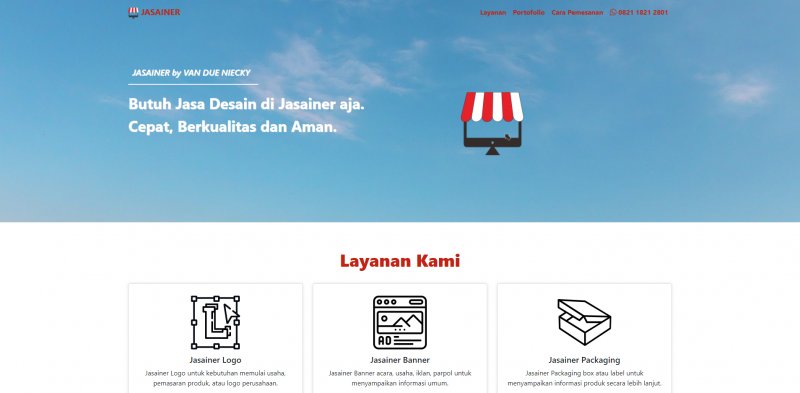 JASAINER
Layanan Portofolio Cara Pemesanan 0821 1821 2801
JASAINER by VAN DUE NIECKY
Butuh Jasa Desain di Jasainer aja.
Cepat, Berkualitas dan Aman.
Layanan Kami
AD
Jasainer Logo
Jasainer Logo untuk kebutuhan memulai usaha,
pemasaran produk, atau logo perusahaan.
Jasainer Banner
Jasainer Banner acara, usaha, iklan, parpol untuk
menyampaikan informasi umum.
Jasainer Packaging
Jasainer Packaging box atau label untuk
menyampaikan informasi produk secara lebih lanjut.